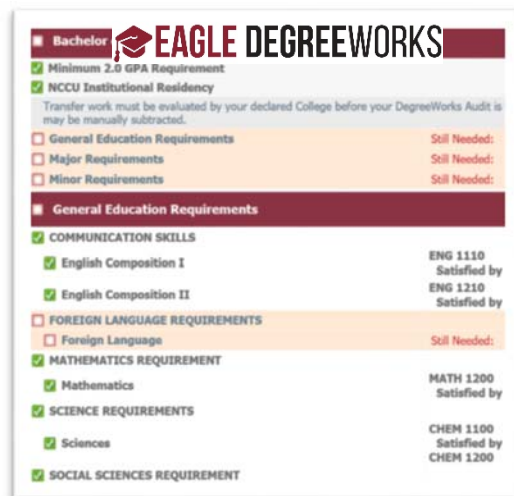 EAGLE DEGREEWORKS
Bachelor
Minimum 2.0 GPA Requirement
NCCU Institutional Residency
Transfer work must be evaluated by your declared College before your DegreeWorks Audit is
may be manually subtracted.
General Education Requirements Still Needed:
Major Requirements Still Needed:
Minor Requirements Still Needed:
General Education Requirements
COMMUNICATION SKILLS
English Composition I ENG 1110
Satisfied by
English Composition II ENG 1210
Satisfied by
FOREIGN LANGUAGE REQUIREMENTS
Foreign Language Still Needed:
MATHEMATICS REQUIREMENT
Mathematics MATH 1200
Satisfied by
SCIENCE REQUIREMENTS
Sciences CHEM 1100
Satisfied by
CHEM 1200
SOCIAL SCIENCES REQUIREMENT